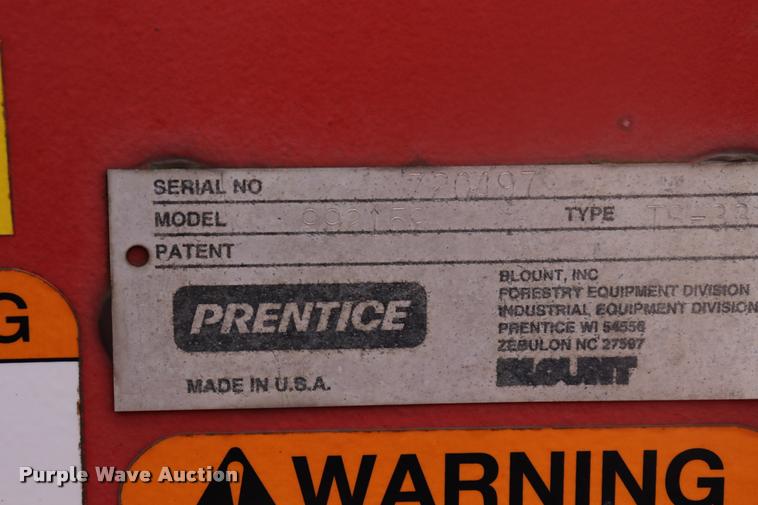 SERIAL NO 720497
MODEL TYPE
PATENT
PRENTICE
MADE IN U.S.A.
BLOUNT, INC
FORESTRY EQUIPMENT DIVISION
INDUSTRIAL EQUIPMENT DIVISION
PRENTICE WI 54556
ZEBULON NC 27597
BLOUNT
G
WARNING
Purple Wave Auction